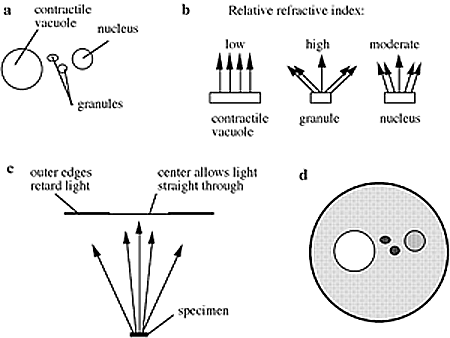 a
contractile
vacuole
nucleus
granules
b
Relative refractive index:
low
high
moderate
contractile
vacuole
granule
nucleus
c
outer edges
retard light
center allows light
straight through
specimen
d